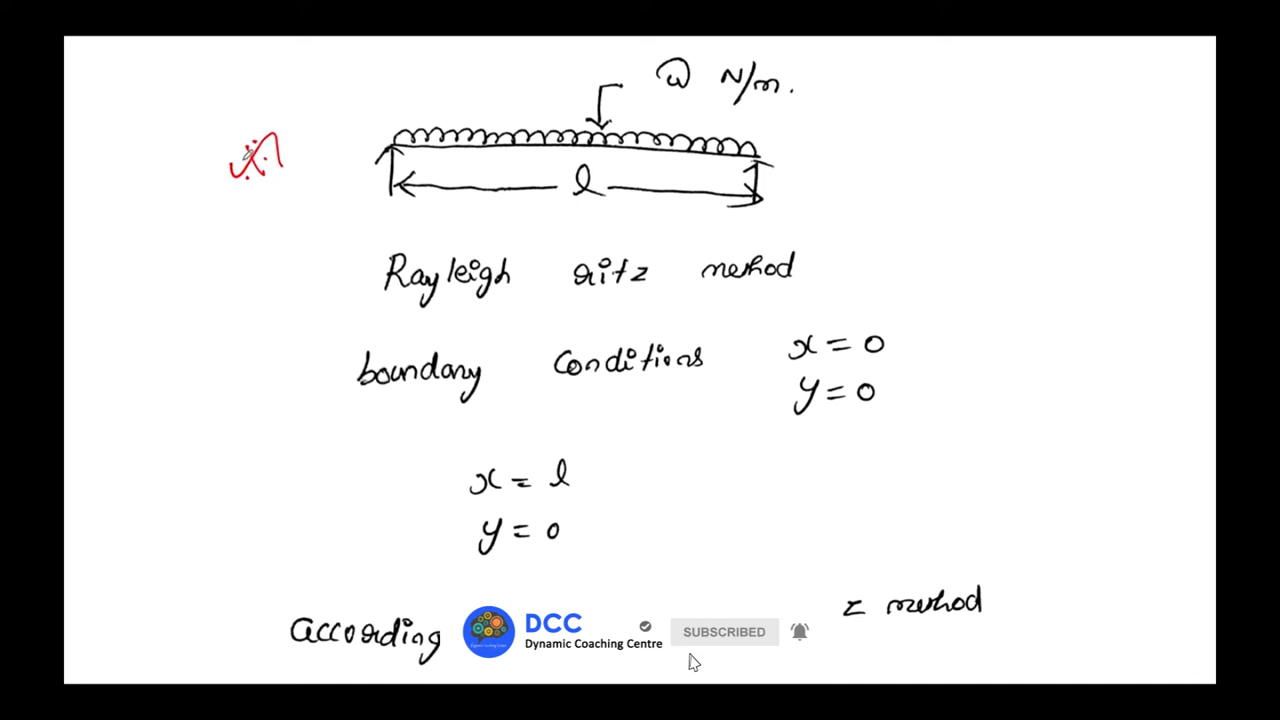 ω N/m.
l
Rayleigh ritz method
boundary conditions x = 0
y = 0
x = l
y = 0
according z method
DCC
Dynamic Coaching Centre
SUBSCRIBED